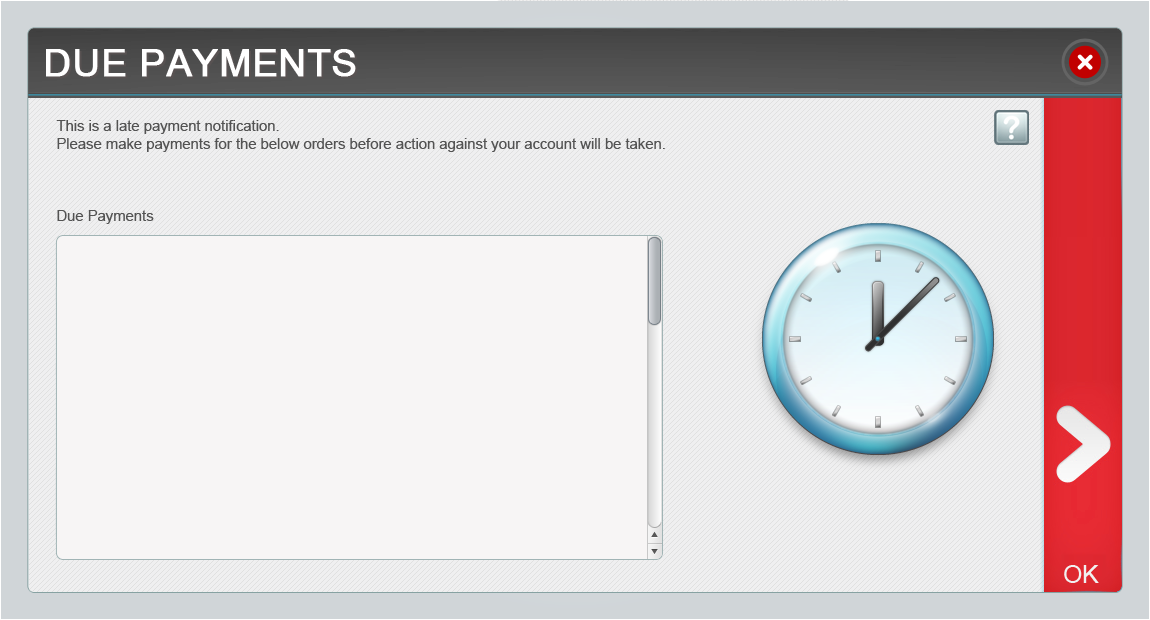 DUE PAYMENTS
This is a late payment notification.
?
Please make payments for the below orders before action against your account will be taken.
Due Payments
OK